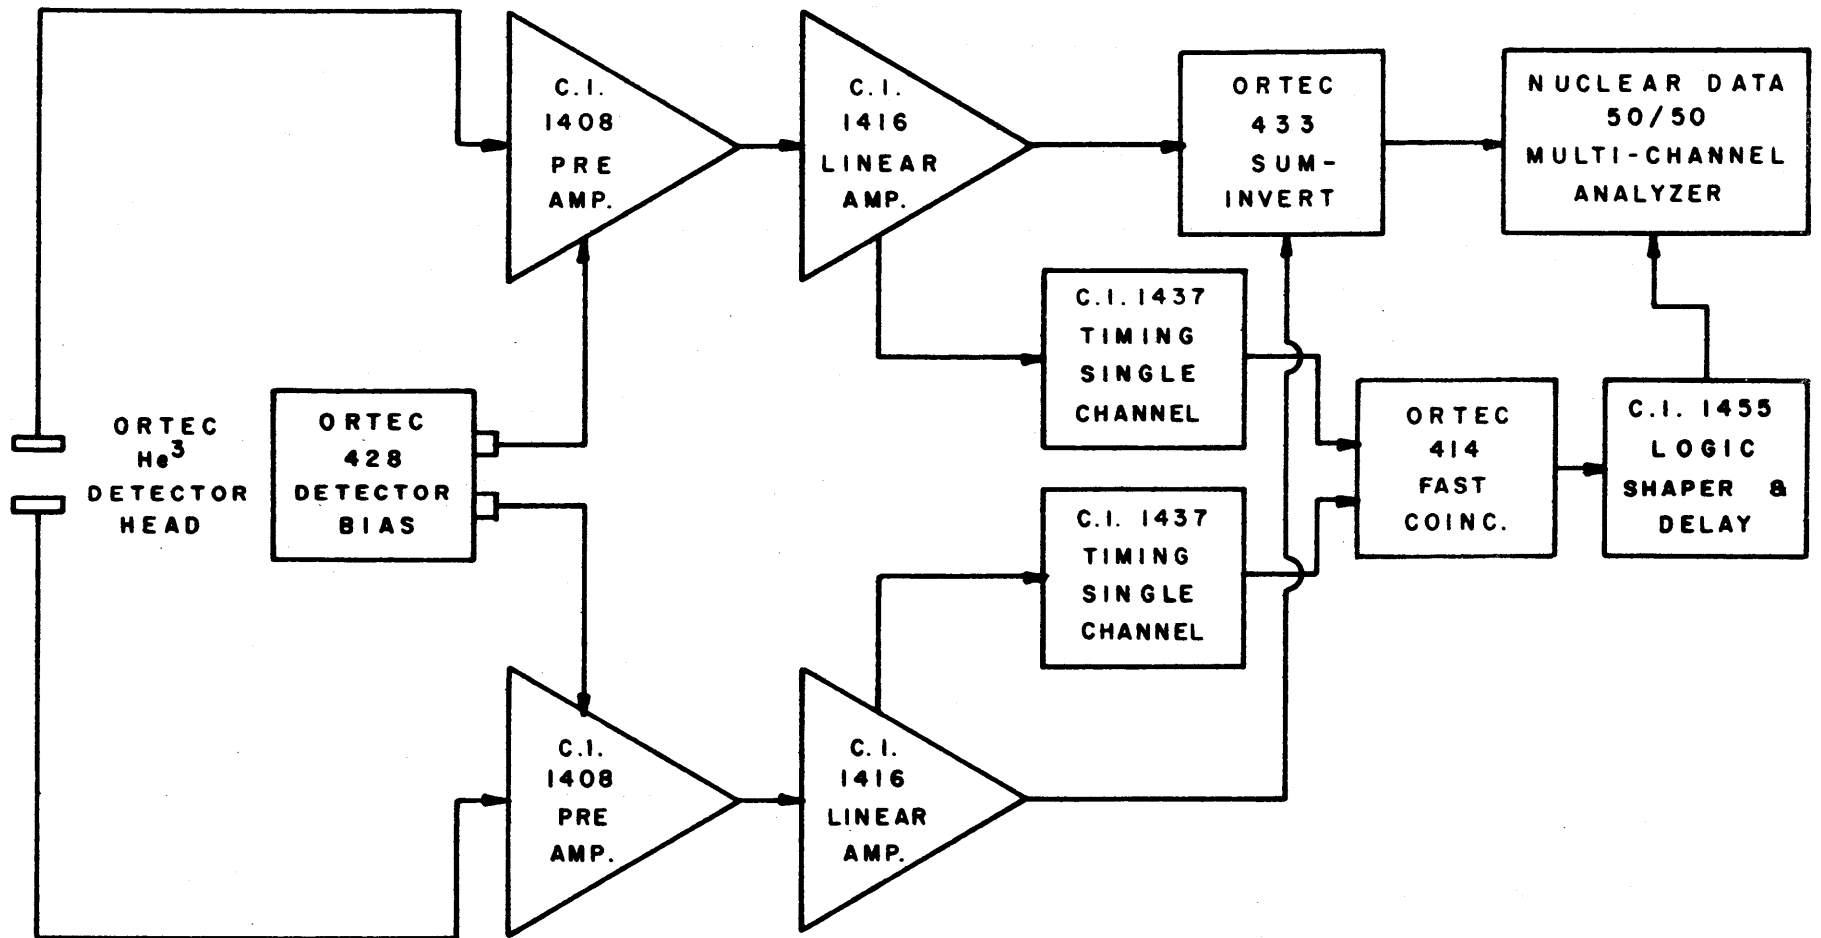 C.I.
1408
PRE
AMP.
C.I.
1416
LINEAR
AMP.
ORTEC
433
SUM-
INVERT
NUCLEAR DATA
50/50
MULTI-CHANNEL
ANALYZER
C.I. 1437
TIMING
SINGLE
CHANNEL
ORTEC
He³
DETECTOR
HEAD
ORTEC
428
DETECTOR
BIAS
ORTEC
414
FAST
COINC.
C.I. 1455
LOGIC
SHAPER &
DELAY
C.I. 1437
TIMING
SINGLE
CHANNEL
C.I.
1408
PRE
AMP.
C.I.
1416
LINEAR
AMP.